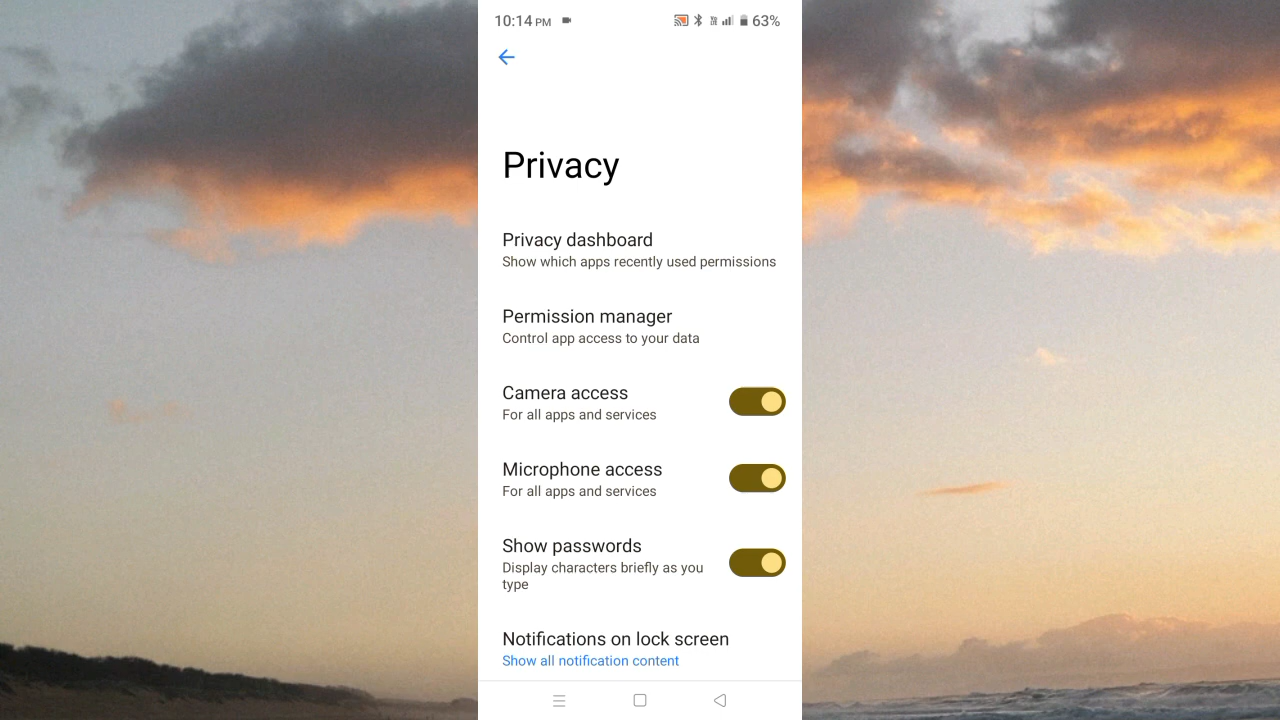 10:14 PM 63%
Privacy
Privacy dashboard
Show which apps recently used permissions
Permission manager
Control app access to your data
Camera access
For all apps and services
Microphone access
For all apps and services
Show passwords
Display characters briefly as you
type
Notifications on lock screen
Show all notification content